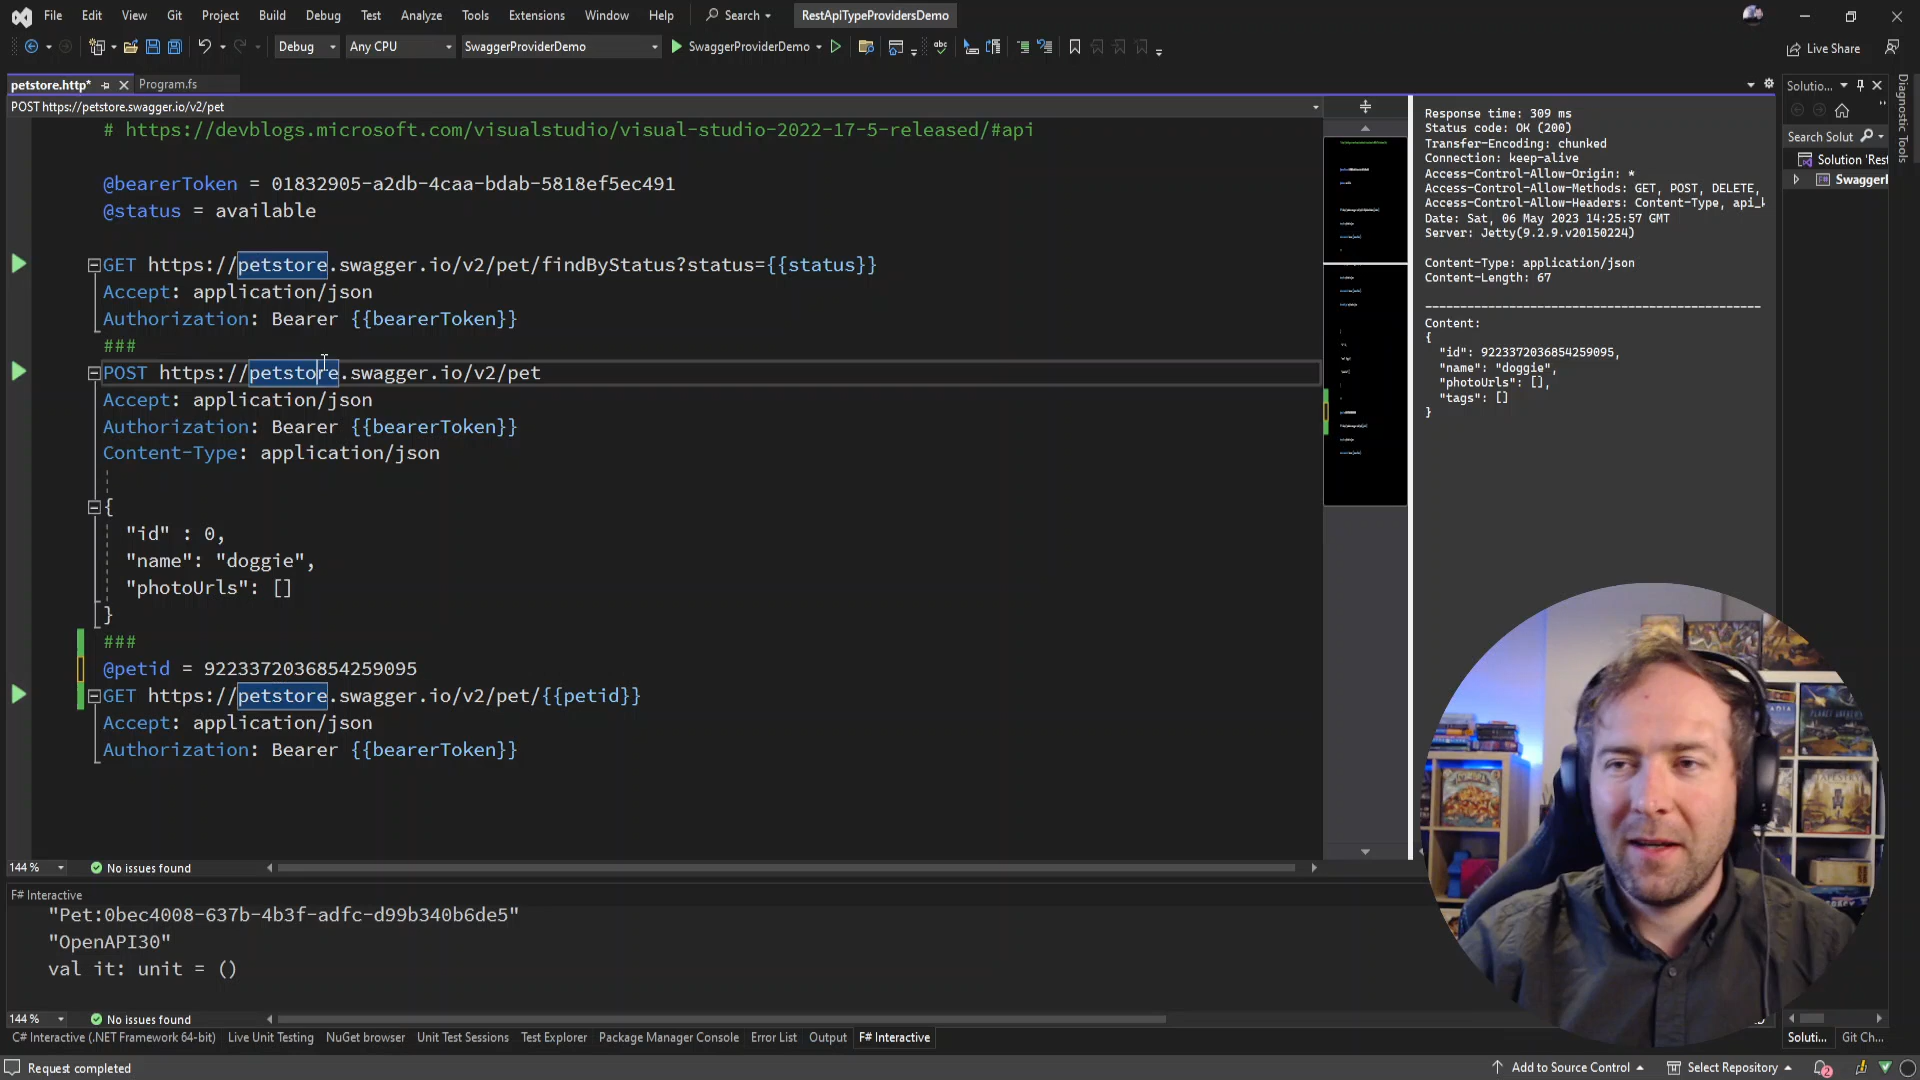 File Edit View Git Project Build Debug Test Analyze Tools Extensions Window Help Search RestApiTypeProvidersDemo
Debug Any CPU SwaggerProviderDemo SwaggerProviderDemo abc Live Share
petstore.http* Program.fs
POST https://petstore.swagger.io/v2/pet
# https://devblogs.microsoft.com/visualstudio/visual-studio-2022-17-5-released/#api
@bearerToken = 01832905-a2db-4caa-bdab-5818ef5ec491
@status = available
GET https://petstore.swagger.io/v2/pet/findByStatus?status={{status}}
Accept: application/json
Authorization: Bearer {{bearerToken}}
###
POST https://petstore.swagger.io/v2/pet
Accept: application/json
Authorization: Bearer {{bearerToken}}
Content-Type: application/json
{
"id" : 0,
"name": "doggie",
"photoUrls": []
}
###
@petid = 9223372036854259095
GET https://petstore.swagger.io/v2/pet/{{petid}}
Accept: application/json
Authorization: Bearer {{bearerToken}}
144 % No issues found
Response time: 309 ms
Status code: OK (200)
Transfer-Encoding: chunked
Connection: keep-alive
Access-Control-Allow-Origin: *
Access-Control-Allow-Methods: GET, POST, DELETE,
Access-Control-Allow-Headers: Content-Type, api_k
Date: Sat, 06 May 2023 14:25:57 GMT
Server: Jetty(9.2.9.v20150224)
Content-Type: application/json
Content-Length: 67
------------------------------------------------
Content:
{
"id": 9223372036854259095,
"name": "doggie",
"photoUrls": [],
"tags": []
}
Solutio...
Search Solut
Solution 'Rest
Swagger
Diagnostic Tools
F# Interactive
"Pet:0bec4008-637b-4b3f-adfc-d99b340b6de5"
"OpenAPI30"
val it: unit = ()
144 % No issues found
C# Interactive (.NET Framework 64-bit) Live Unit Testing NuGet browser Unit Test Sessions Test Explorer Package Manager Console Error List Output F# Interactive Soluti... Git Ch...
Request completed Add to Source Control Select Repository 2